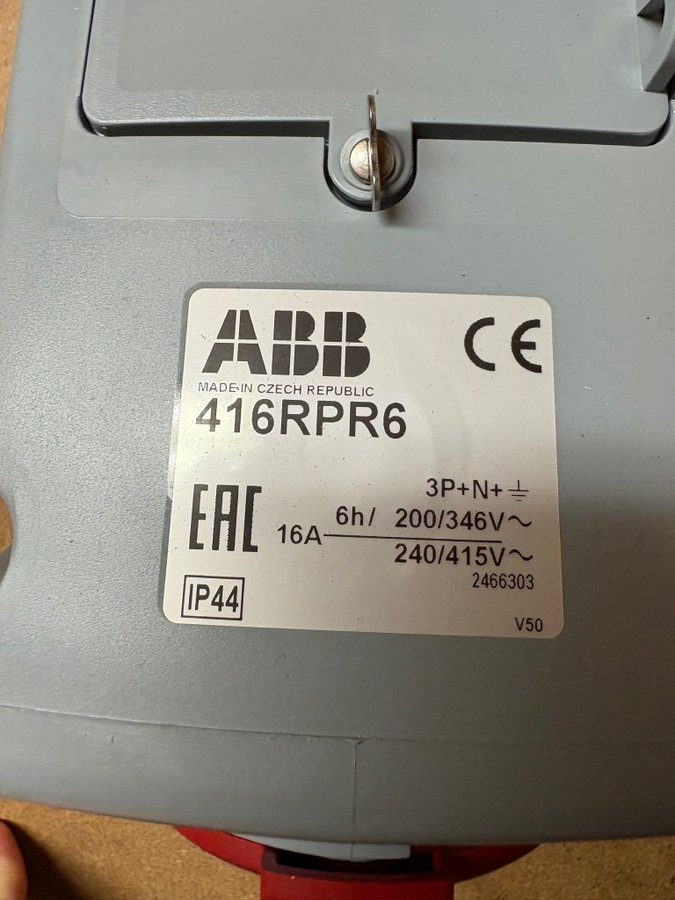 ABB CE
MADE IN CZECH REPUBLIC
416RPR6
3P+N+⏚
EAC 16A 6h/ 200/346V~
240/415V~
2466303
IP44
V50